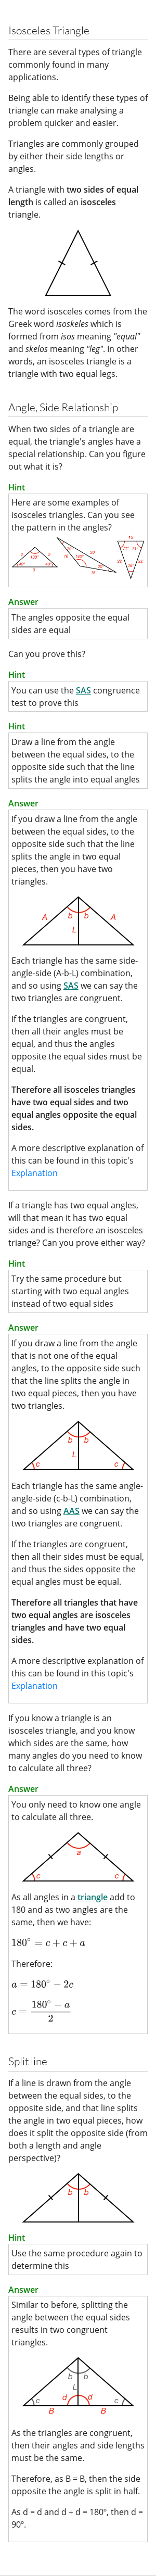 Isosceles Triangle
There are several types of triangle
commonly found in many
applications.
Being able to identify these types of
triangle can make analysing a
problem quicker and easier.
Triangles are commonly grouped
by either their side lengths or
angles.
A triangle with two sides of equal
length is called an isosceles
triangle.
The word isosceles comes from the
Greek word isoskeles which is
formed from isos meaning "equal"
and skelos meaning "leg". In other
words, an isosceles triangle is a
triangle with two equal legs.
Angle, Side Relationship
When two sides of a triangle are
equal, the triangle's angles have a
special relationship. Can you figure
out what it is?
Hint
Here are some examples of
isosceles triangles. Can you see
the pattern in the angles?
Answer
The angles opposite the equal
sides are equal
Can you prove this?
Hint
You can use the SAS congruence
test to prove this
Hint
Draw a line from the angle
between the equal sides, to the
opposite side such that the line
splits the angle into equal angles
Answer
If you draw a line from the angle
between the equal sides, to the
opposite side such that the line
splits the angle in two equal
pieces, then you have two
triangles.
A b b A
L
Each triangle has the same side-
angle-side (A-b-L) combination,
and so using SAS we can say the
two triangles are congruent.
If the triangles are congruent,
then all their angles must be
equal, and thus the angles
opposite the equal sides must be
equal.
Therefore all isosceles triangles
have two equal sides and two
equal angles opposite the equal
sides.
A more descriptive explanation of
this can be found in this topic's
Explanation
If a triangle has two equal angles,
will that mean it has two equal
sides and is therefore an isosceles
triange? Can you prove either way?
Hint
Try the same procedure but
starting with two equal angles
instead of two equal sides
Answer
If you draw a line from the angle
that is not one of the equal
angles, to the opposite side such
that the line splits the angle in
two equal pieces, then you have
two triangles.
b b
L
c c
Each triangle has the same angle-
angle-side (c-b-L) combination,
and so using AAS we can say the
two triangles are congruent.
If the triangles are congruent,
then all their sides must be equal,
and thus the sides opposite the
equal angles must be equal.
Therefore all triangles that have
two equal angles are isosceles
triangles and have two equal
sides.
A more descriptive explanation of
this can be found in this topic's
Explanation
If you know a triangle is an
isosceles triangle, and you know
which sides are the same, how
many angles do you need to know
to calculate all three?
Answer
You only need to know one angle
to calculate all three.
a
c c
As all angles in a triangle add to
180 and as two angles are the
same, then we have:
180° = c + c + a
Therefore:
a = 180° − 2c
c = (180° − a)/2
Split line
If a line is drawn from the angle
between the equal sides, to the
opposite side, and that line splits
the angle in two equal pieces, how
does it split the opposite side (from
both a length and angle
perspective)?
b b
Hint
Use the same procedure again to
determine this
Answer
Similar to before, splitting the
angle between the equal sides
results in two congruent
triangles.
b b
L
c d d c
B B
As the triangles are congruent,
then their angles and side lengths
must be the same.
Therefore, as B = B, then the side
opposite the angle is split in half.
As d = d and d + d = 180º, then d =
90º.